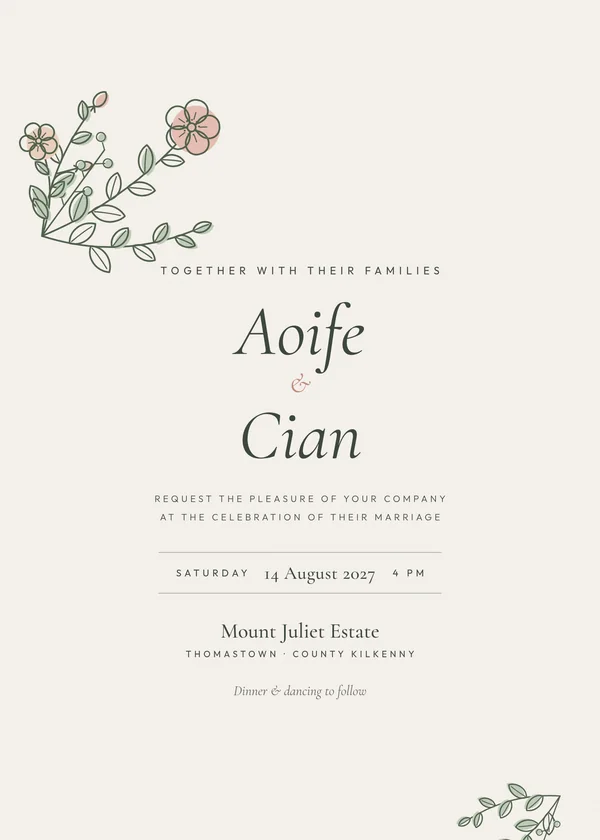 TOGETHER WITH THEIR FAMILIES
Aoife
&
Cian
REQUEST THE PLEASURE OF YOUR COMPANY
AT THE CELEBRATION OF THEIR MARRIAGE
SATURDAY 14 August 2027 4 PM
Mount Juliet Estate
THOMASTOWN · COUNTY KILKENNY
Dinner & dancing to follow